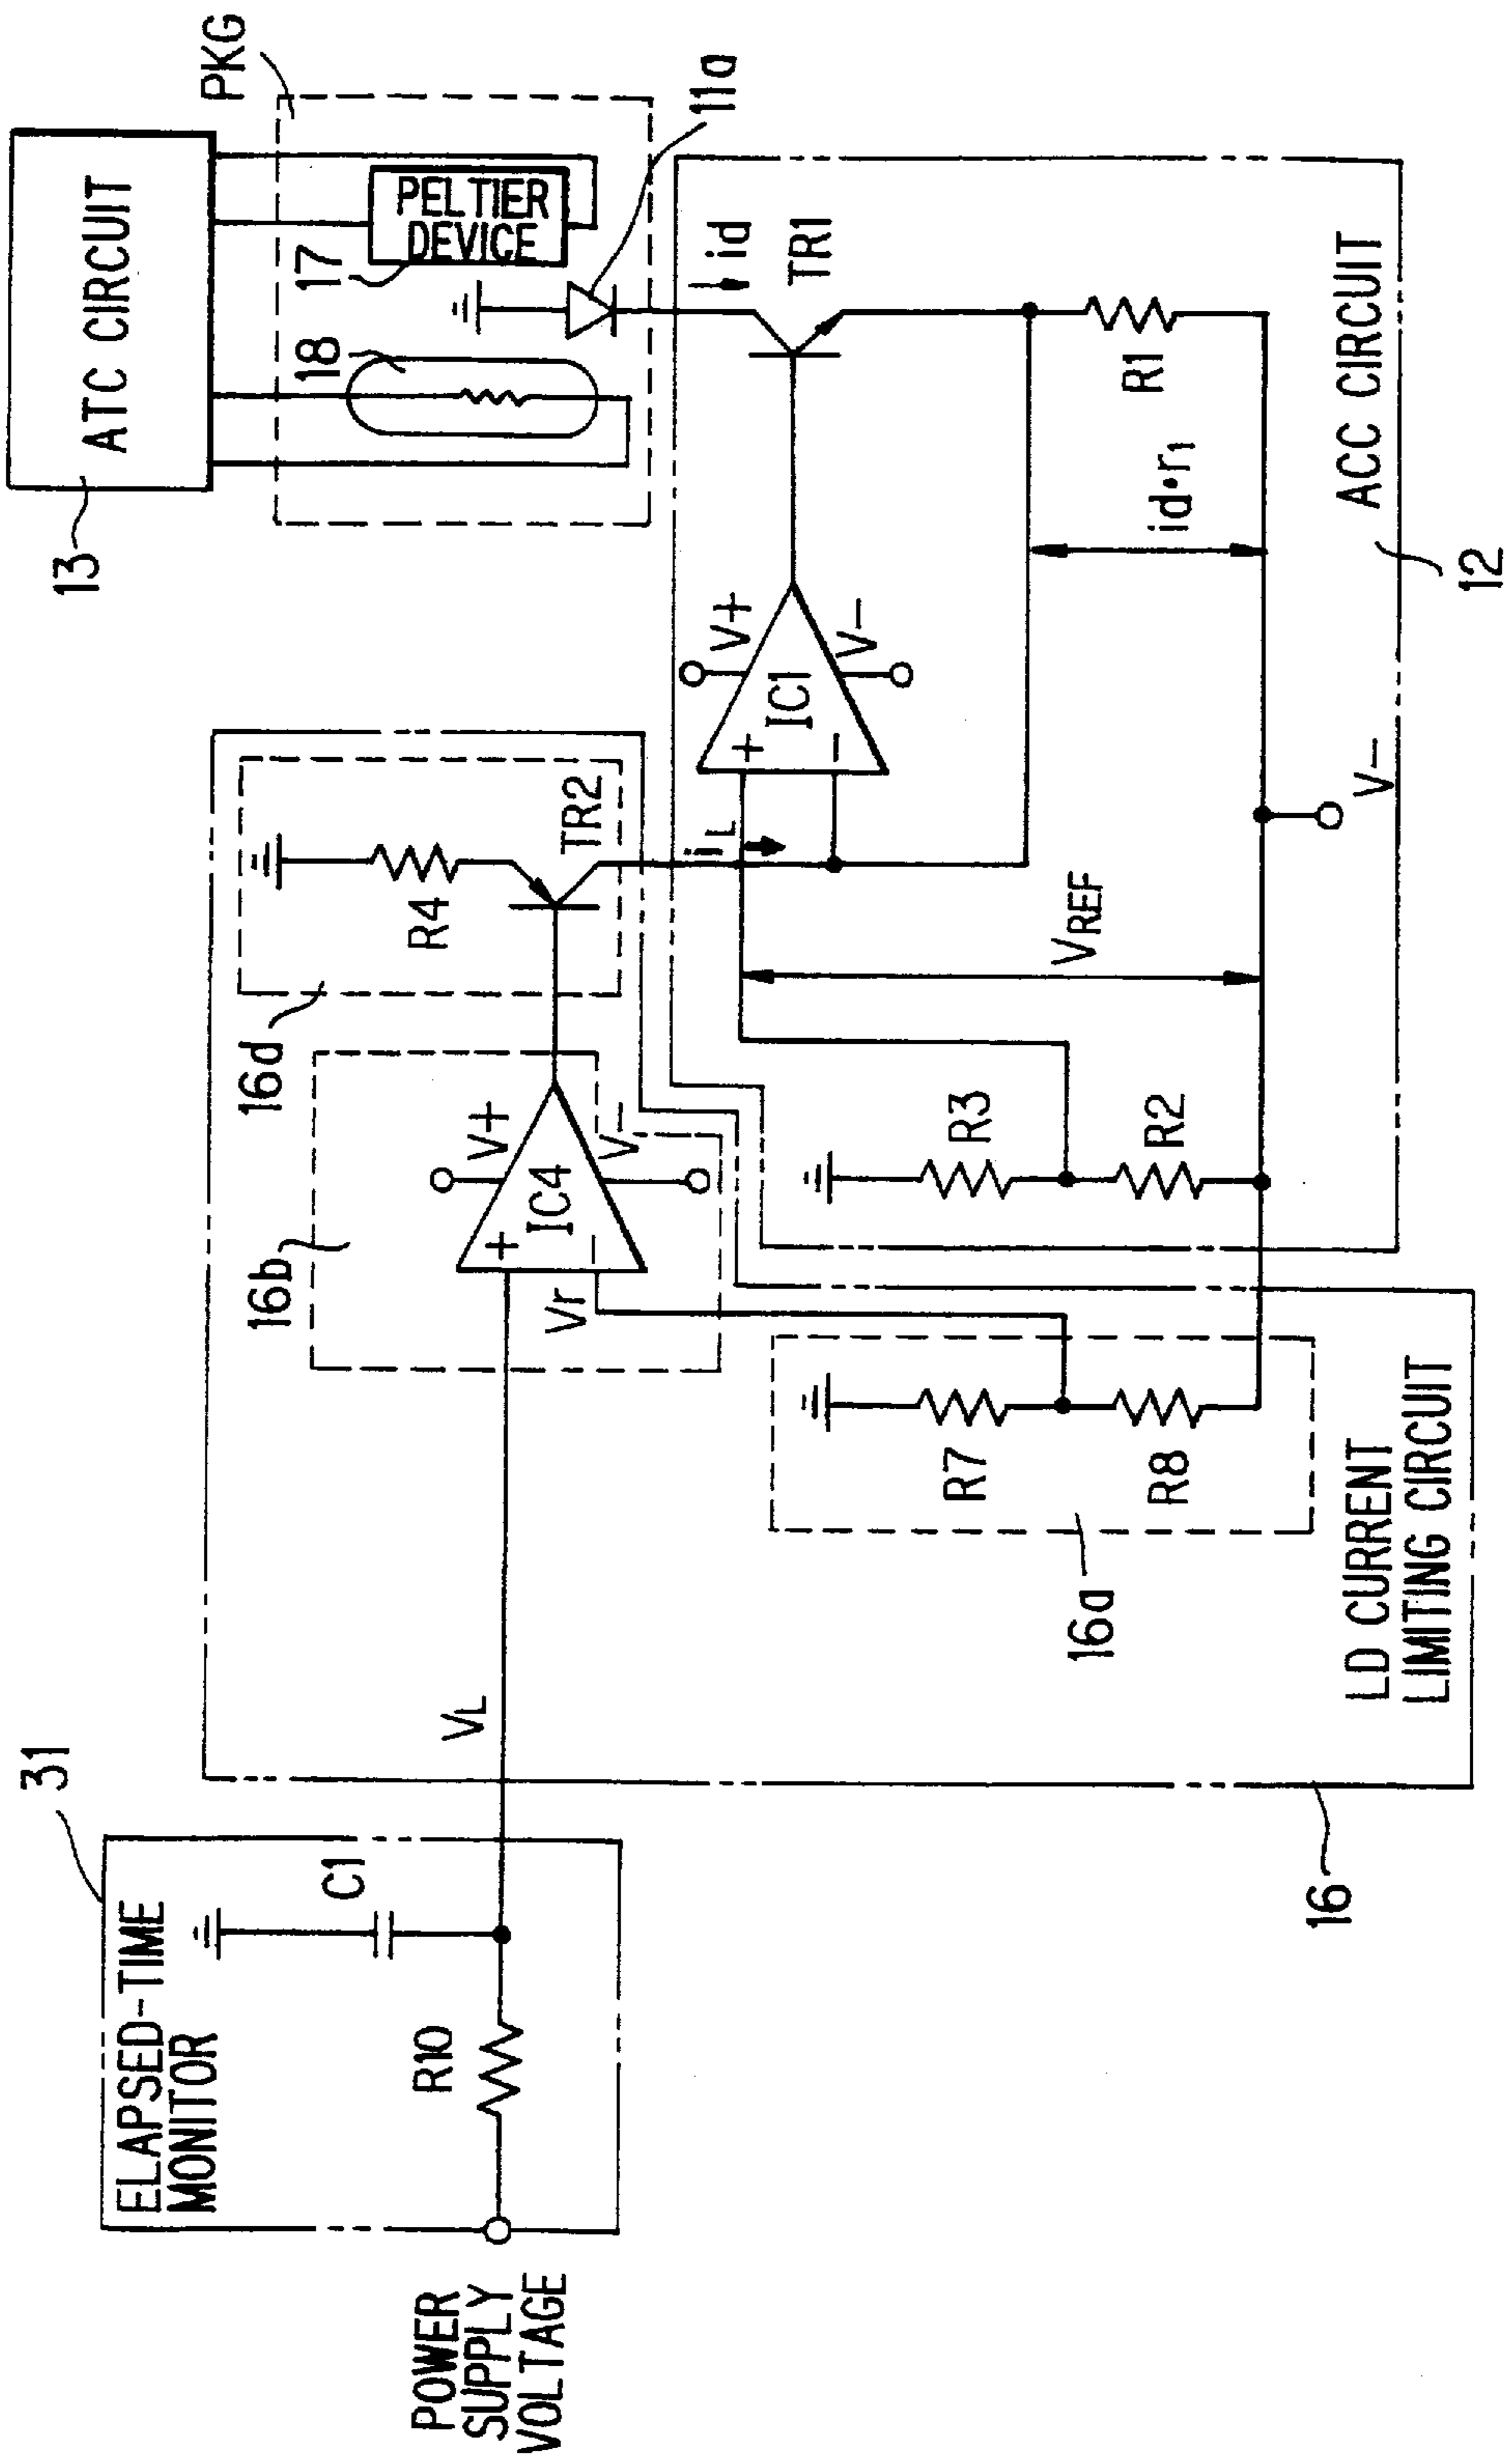 31
ELAPSED-TIME
MONITOR
C1
R10
POWER
SUPPLY
VOLTAGE
VL
16b
V+
IC4
+
−
V−
Vr
16d
R4
TR2
R7
R8
16a
LD CURRENT
LIMITING CIRCUIT
16
13
ATC CIRCUIT
PKG
18
17
PELTIER
DEVICE
11a
id
TR1
iL
V+
IC1
+
−
V−
R1
id·r1
VREF
R3
R2
V−
ACC CIRCUIT
12